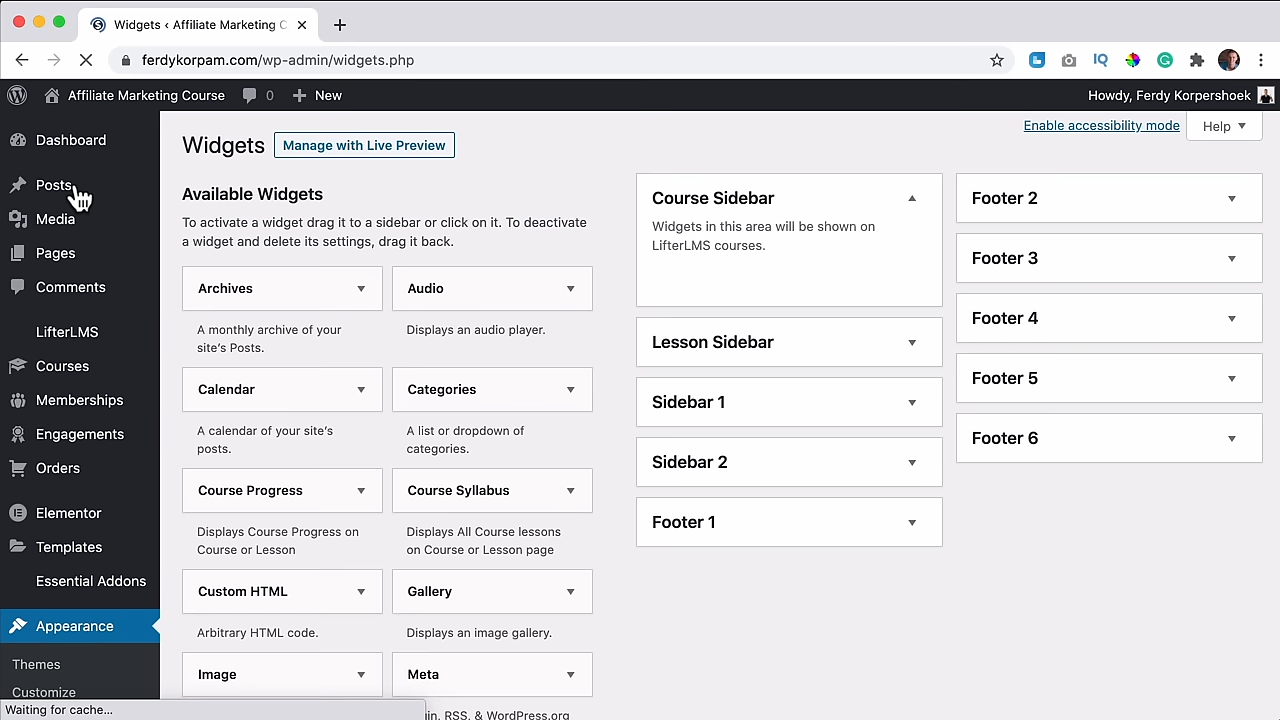 Widgets ‹ Affiliate Marketing C
ferdykorpam.com/wp-admin/widgets.php
IQ
Affiliate Marketing Course
0
New
Howdy, Ferdy Korpershoek
Dashboard
Posts
Media
Pages
Comments
LifterLMS
Courses
Memberships
Engagements
Orders
Elementor
Templates
Essential Addons
Appearance
Themes
Customize
Waiting for cache...
Enable accessibility mode
Help
Widgets
Manage with Live Preview
Available Widgets
To activate a widget drag it to a sidebar or click on it. To deactivate
a widget and delete its settings, drag it back.
Archives
A monthly archive of your
site's Posts.
Audio
Displays an audio player.
Calendar
A calendar of your site's
posts.
Categories
A list or dropdown of
categories.
Course Progress
Displays Course Progress on
Course or Lesson
Course Syllabus
Displays All Course lessons
on Course or Lesson page
Custom HTML
Arbitrary HTML code.
Gallery
Displays an image gallery.
Image
Meta
in, RSS, & WordPress.org
Course Sidebar
Widgets in this area will be shown on
LifterLMS courses.
Lesson Sidebar
Sidebar 1
Sidebar 2
Footer 1
Footer 2
Footer 3
Footer 4
Footer 5
Footer 6